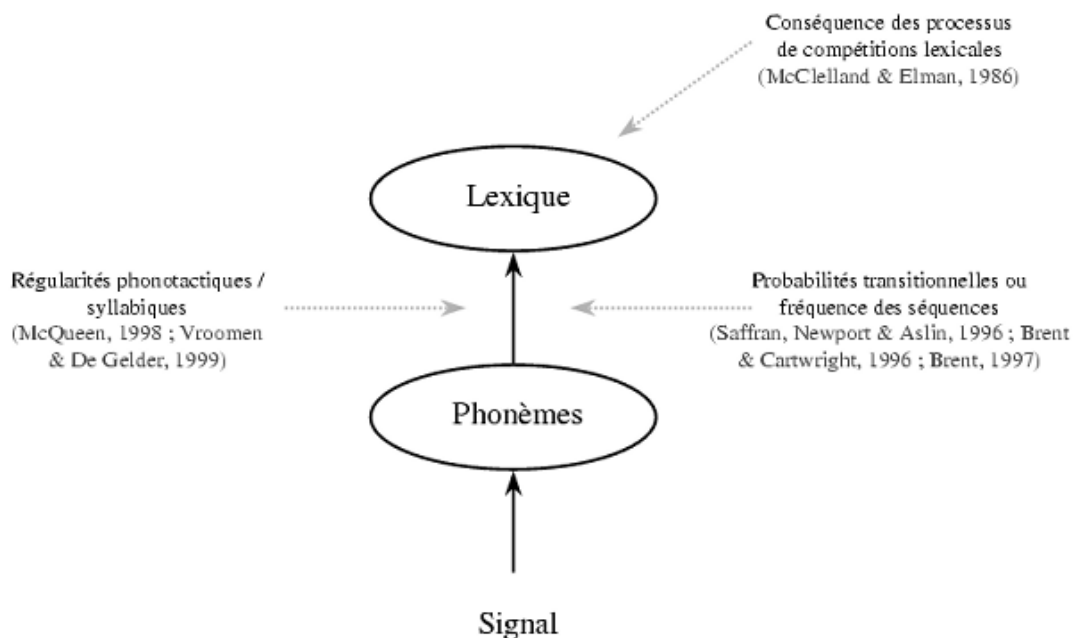 Conséquence des processus
de compétitions lexicales
(McClelland & Elman, 1986)
Lexique
Régularités phonotactiques /
syllabiques
(McQueen, 1998 ; Vroomen
& De Gelder, 1999)
Probabilités transitionnelles ou
fréquence des séquences
(Saffran, Newport & Aslin, 1996 ; Brent
& Cartwright, 1996 ; Brent, 1997)
Phonèmes
Signal